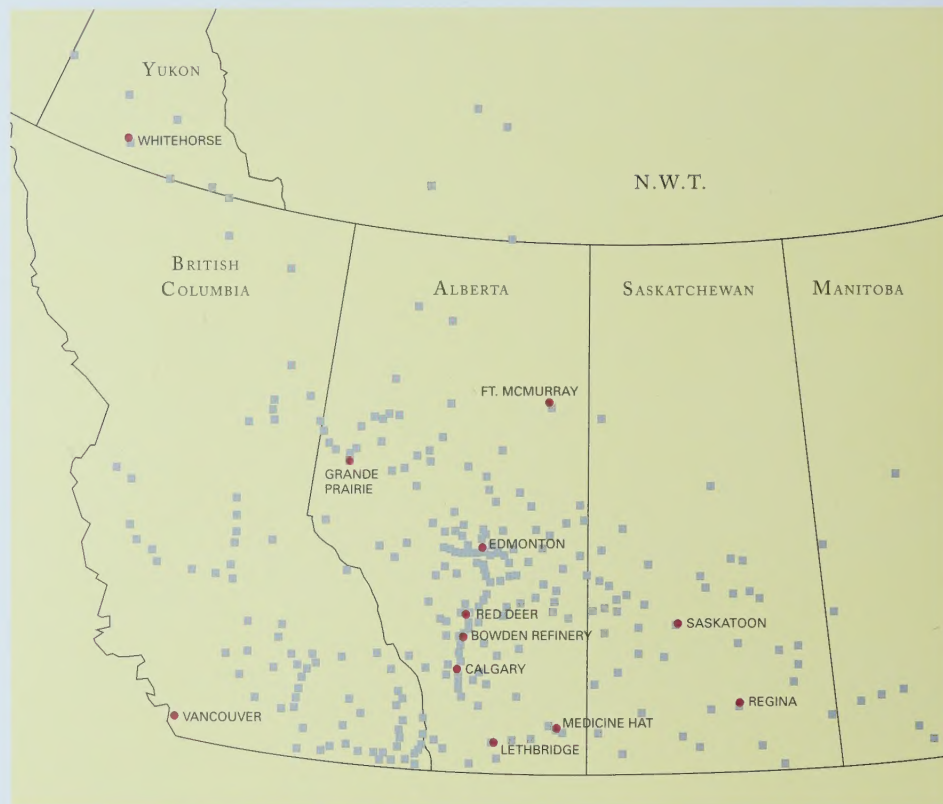 YUKON
WHITEHORSE
N.W.T.
BRITISH
COLUMBIA
ALBERTA
SASKATCHEWAN
MANITOBA
FT. MCMURRAY
GRANDE
PRAIRIE
EDMONTON
RED DEER
SASKATOON
BOWDEN REFINERY
CALGARY
REGINA
VANCOUVER
MEDICINE HAT
LETHBRIDGE